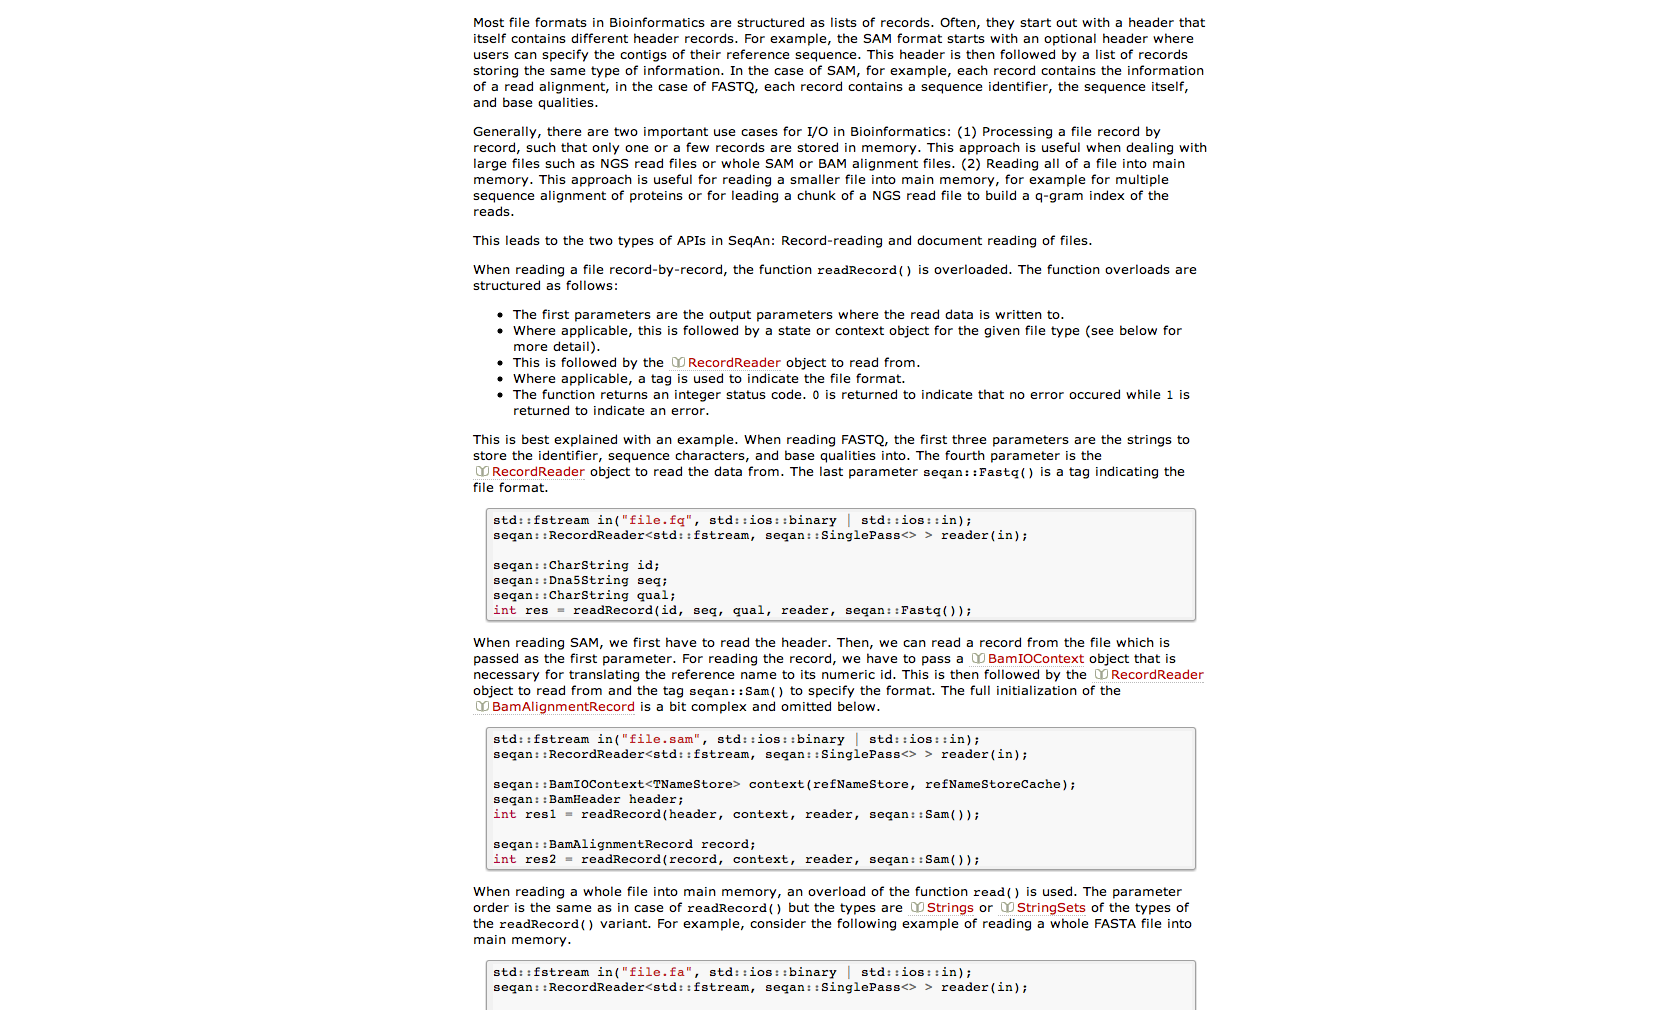 Most file formats in Bioinformatics are structured as lists of records. Often, they start out with a header that
itself contains different header records. For example, the SAM format starts with an optional header where
users can specify the contigs of their reference sequence. This header is then followed by a list of records
storing the same type of information. In the case of SAM, for example, each record contains the information
of a read alignment, in the case of FASTQ, each record contains a sequence identifier, the sequence itself,
and base qualities.
Generally, there are two important use cases for I/O in Bioinformatics: (1) Processing a file record by
record, such that only one or a few records are stored in memory. This approach is useful when dealing with
large files such as NGS read files or whole SAM or BAM alignment files. (2) Reading all of a file into main
memory. This approach is useful for reading a smaller file into main memory, for example for multiple
sequence alignment of proteins or for leading a chunk of a NGS read file to build a q-gram index of the
reads.
This leads to the two types of APIs in SeqAn: Record-reading and document reading of files.
When reading a file record-by-record, the function readRecord() is overloaded. The function overloads are
structured as follows:
• The first parameters are the output parameters where the read data is written to.
• Where applicable, this is followed by a state or context object for the given file type (see below for
more detail).
• This is followed by the RecordReader object to read from.
• Where applicable, a tag is used to indicate the file format.
• The function returns an integer status code. 0 is returned to indicate that no error occured while 1 is
returned to indicate an error.
This is best explained with an example. When reading FASTQ, the first three parameters are the strings to
store the identifier, sequence characters, and base qualities into. The fourth parameter is the
RecordReader object to read the data from. The last parameter seqan::Fastq() is a tag indicating the
file format.
std::fstream in("file.fq", std::ios::binary | std::ios::in);
seqan::RecordReader<std::fstream, seqan::SinglePass<> > reader(in);
seqan::CharString id;
seqan::Dna5String seq;
seqan::CharString qual;
int res = readRecord(id, seq, qual, reader, seqan::Fastq());
When reading SAM, we first have to read the header. Then, we can read a record from the file which is
passed as the first parameter. For reading the record, we have to pass a BamIOContext object that is
necessary for translating the reference name to its numeric id. This is then followed by the RecordReader
object to read from and the tag seqan::Sam() to specify the format. The full initialization of the
BamAlignmentRecord is a bit complex and omitted below.
std::fstream in("file.sam", std::ios::binary | std::ios::in);
seqan::RecordReader<std::fstream, seqan::SinglePass<> > reader(in);
seqan::BamIOContext<TNameStore> context(refNameStore, refNameStoreCache);
seqan::BamHeader header;
int res1 = readRecord(header, context, reader, seqan::Sam());
seqan::BamAlignmentRecord record;
int res2 = readRecord(record, context, reader, seqan::Sam());
When reading a whole file into main memory, an overload of the function read() is used. The parameter
order is the same as in case of readRecord() but the types are Strings or StringSets of the types of
the readRecord() variant. For example, consider the following example of reading a whole FASTA file into
main memory.
std::fstream in("file.fa", std::ios::binary | std::ios::in);
seqan::RecordReader<std::fstream, seqan::SinglePass<> > reader(in);